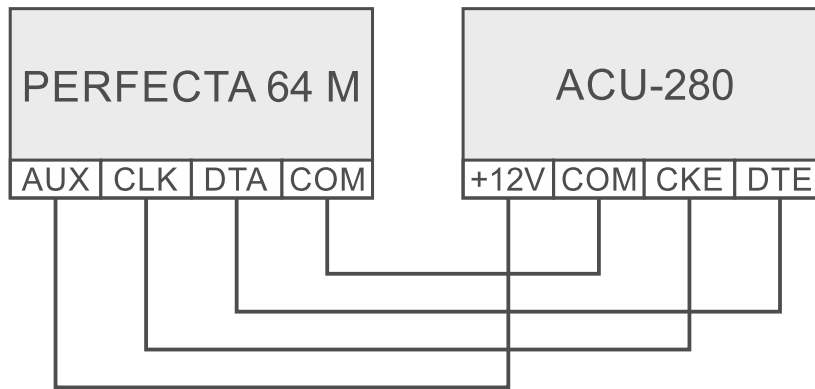 PERFECTA 64 M
ACU-280
AUX CLK DTA COM
+12V COM CKE DTE